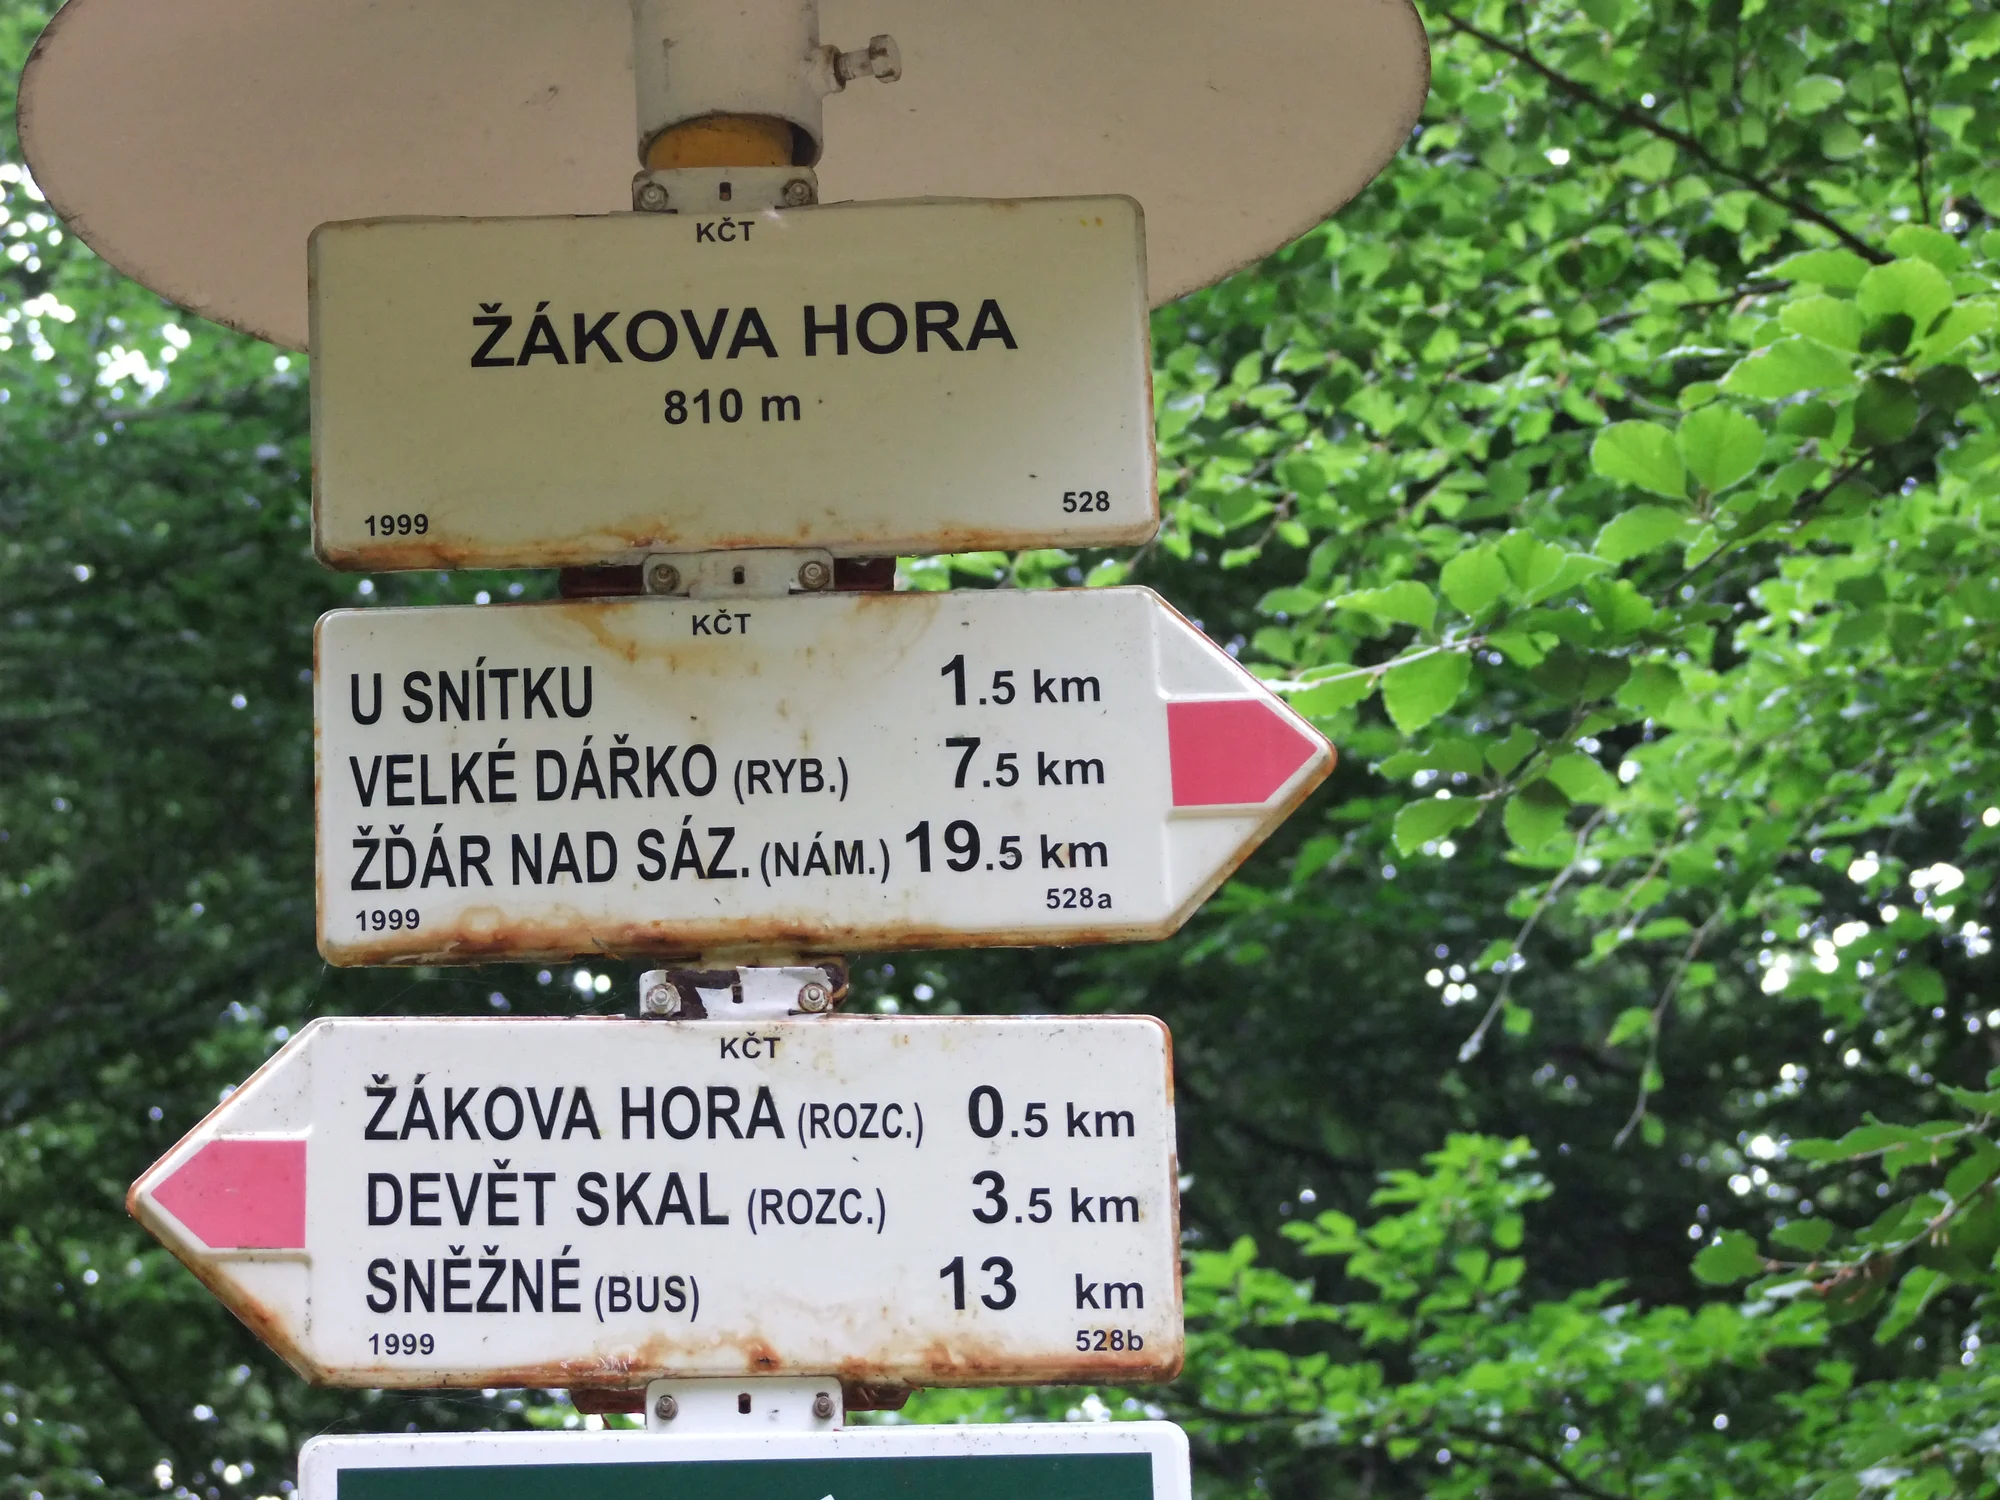 KČT
ŽÁKOVA HORA
810 m
1999 528
KČT
U SNÍTKU 1.5 km
VELKÉ DÁŘKO (RYB.) 7.5 km
ŽĎÁR NAD SÁZ. (NÁM.) 19.5 km
1999 528a
KČT
ŽÁKOVA HORA (ROZC.) 0.5 km
DEVĚT SKAL (ROZC.) 3.5 km
SNĚŽNÉ (BUS) 13 km
1999 528b